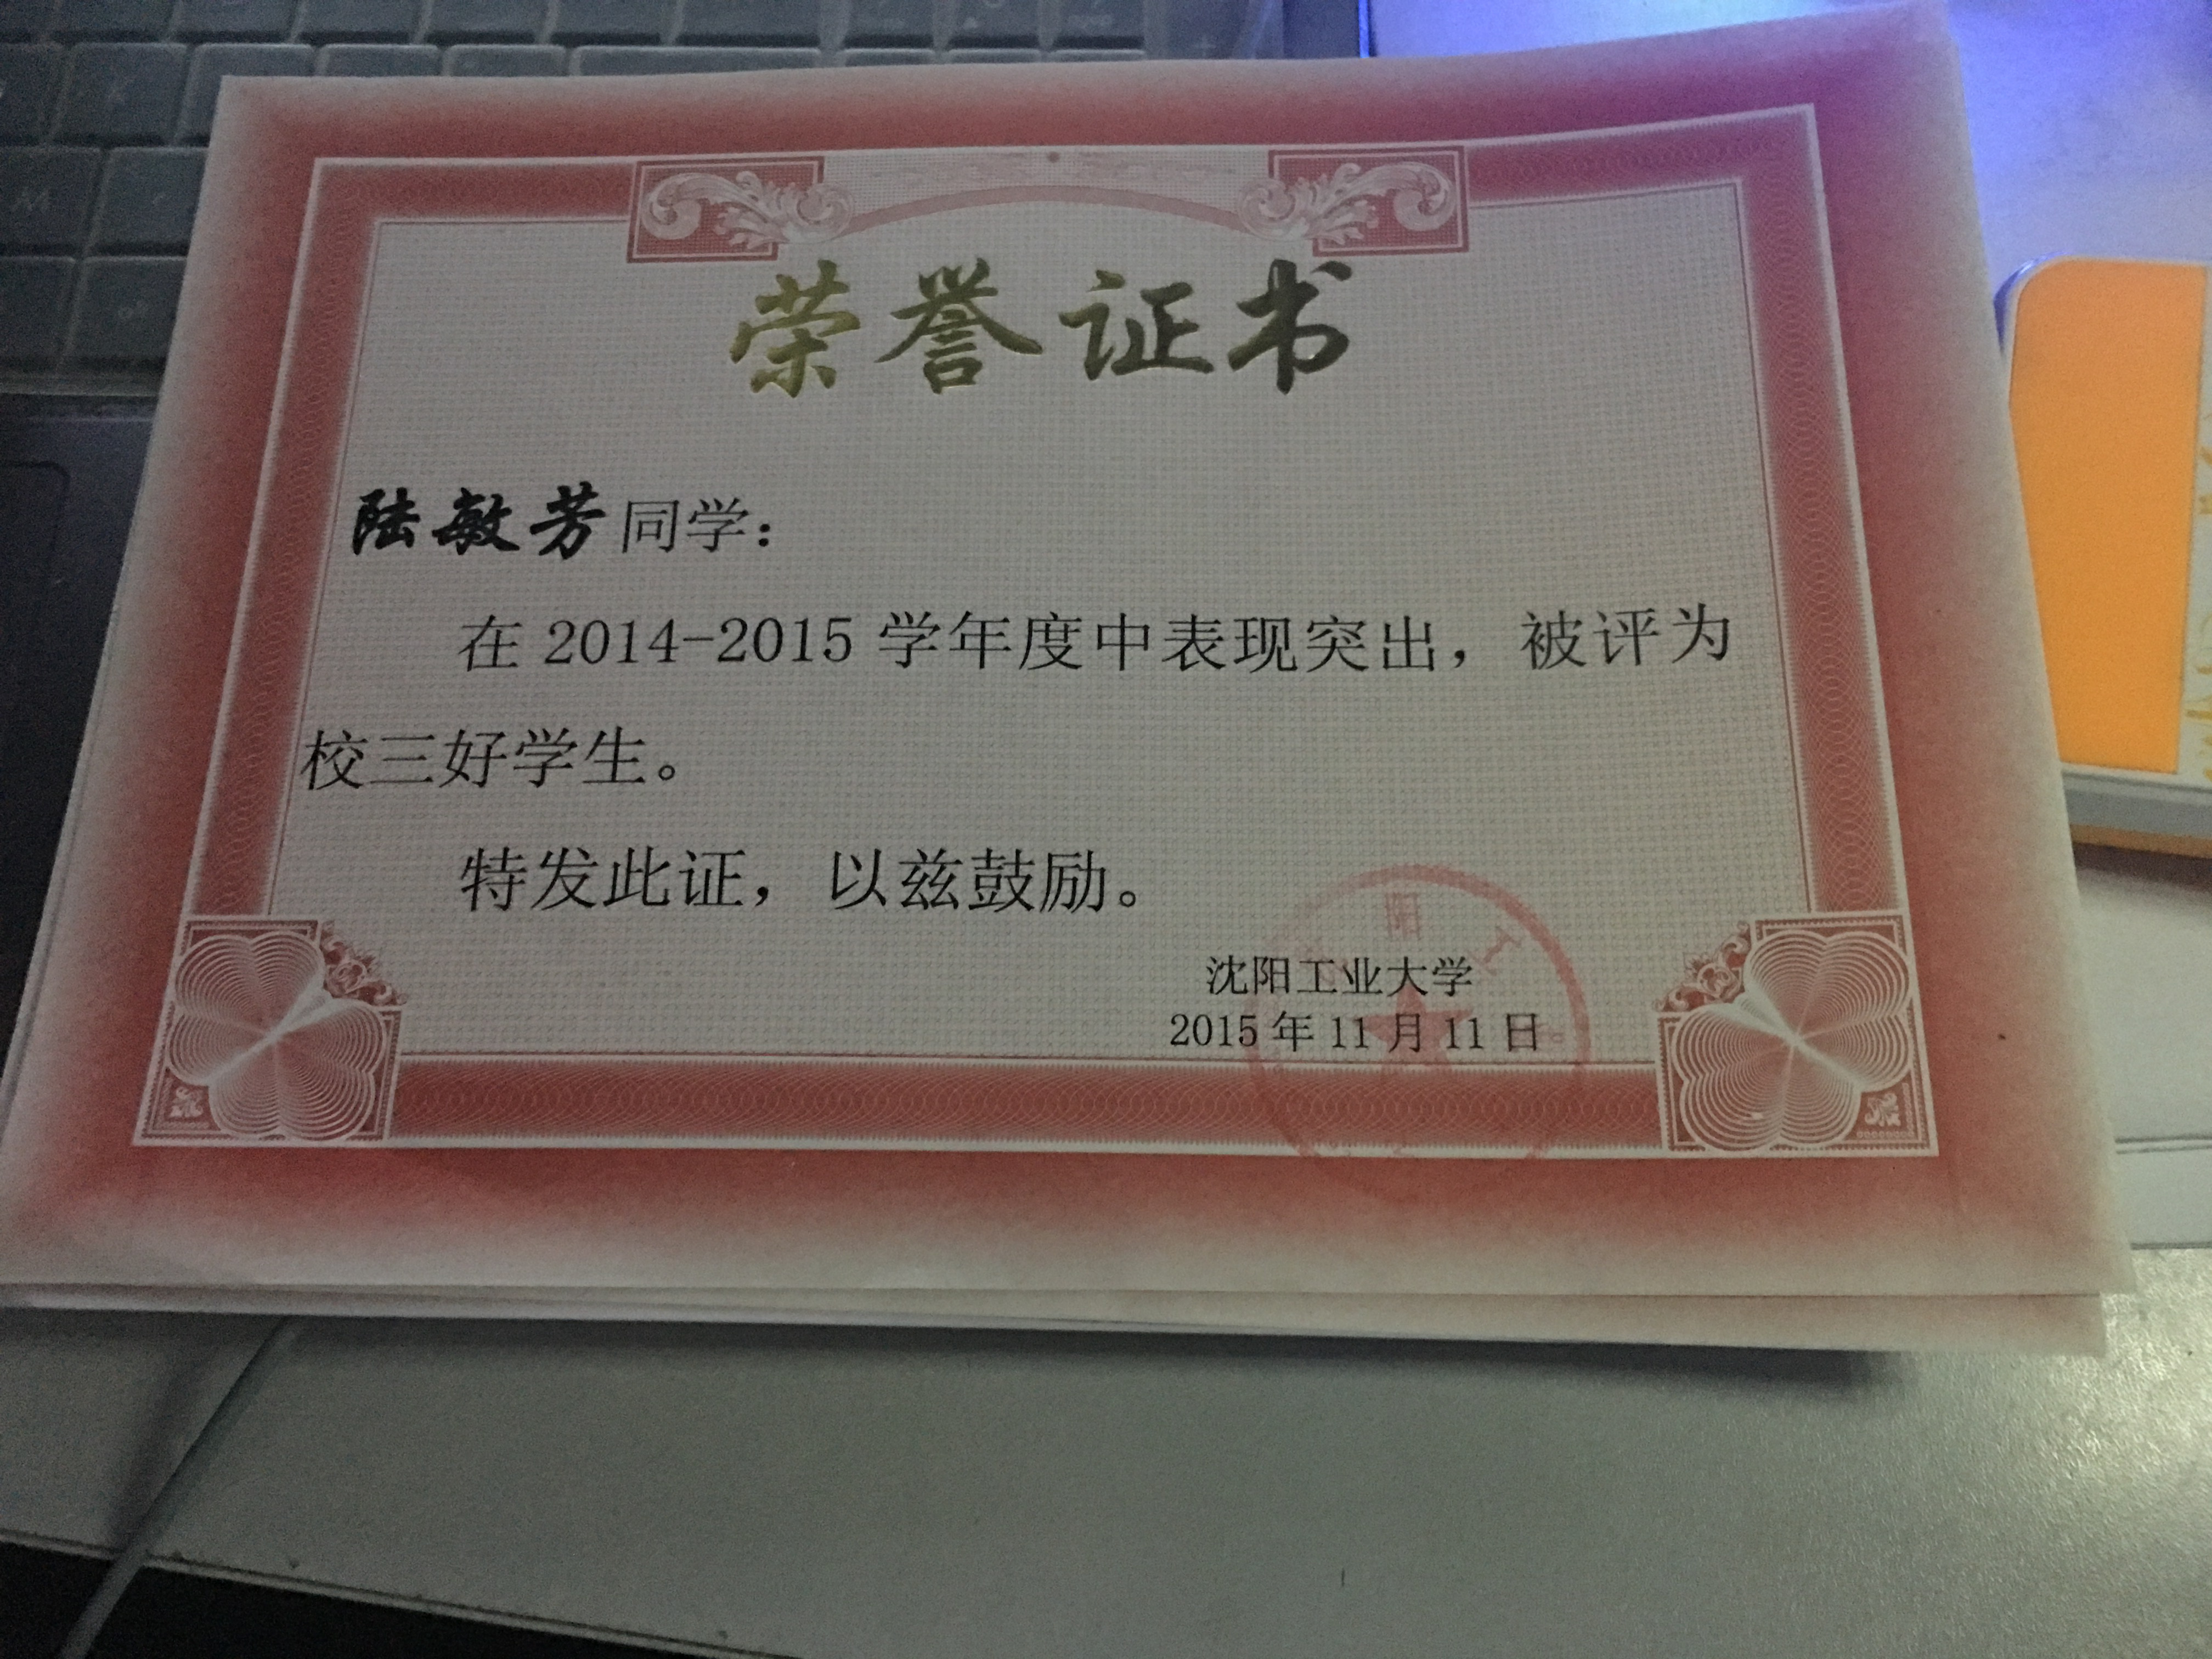 荣誉证书
陆敏芳同学：
在 2014-2015 学年度中表现突出，被评为
校三好学生。
特发此证，以兹鼓励。
阳 工
沈阳工业大学
2015 年 11 月 11 日